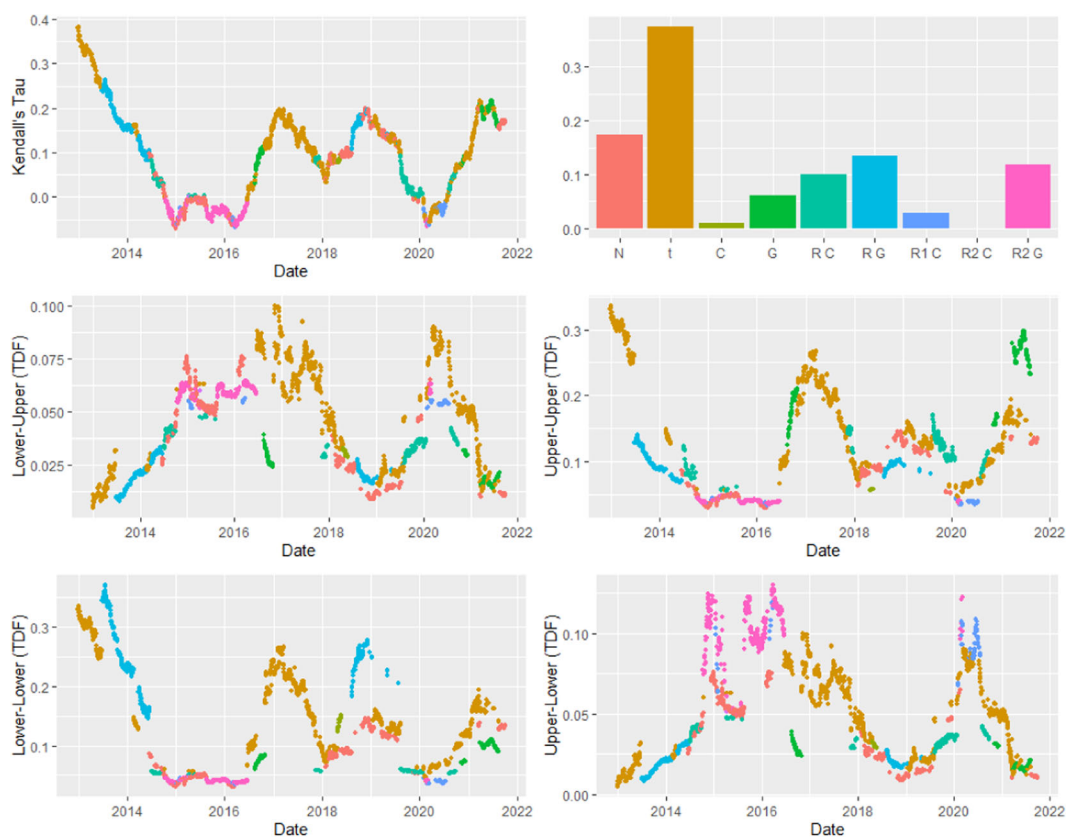 Kendall's Tau
0.4
0.3
0.2
0.1
0.0
2014 2016 2018 2020 2022
Date
0.3
0.2
0.1
0.0
N t C G R C R G R1 C R2 C R2 G
Lower-Upper (TDF)
0.100
0.075
0.050
0.025
2014 2016 2018 2020 2022
Date
Upper-Upper (TDF)
0.3
0.2
0.1
2014 2016 2018 2020 2022
Date
Lower-Lower (TDF)
0.3
0.2
0.1
2014 2016 2018 2020 2022
Date
Upper-Lower (TDF)
0.10
0.05
0.00
2014 2016 2018 2020 2022
Date